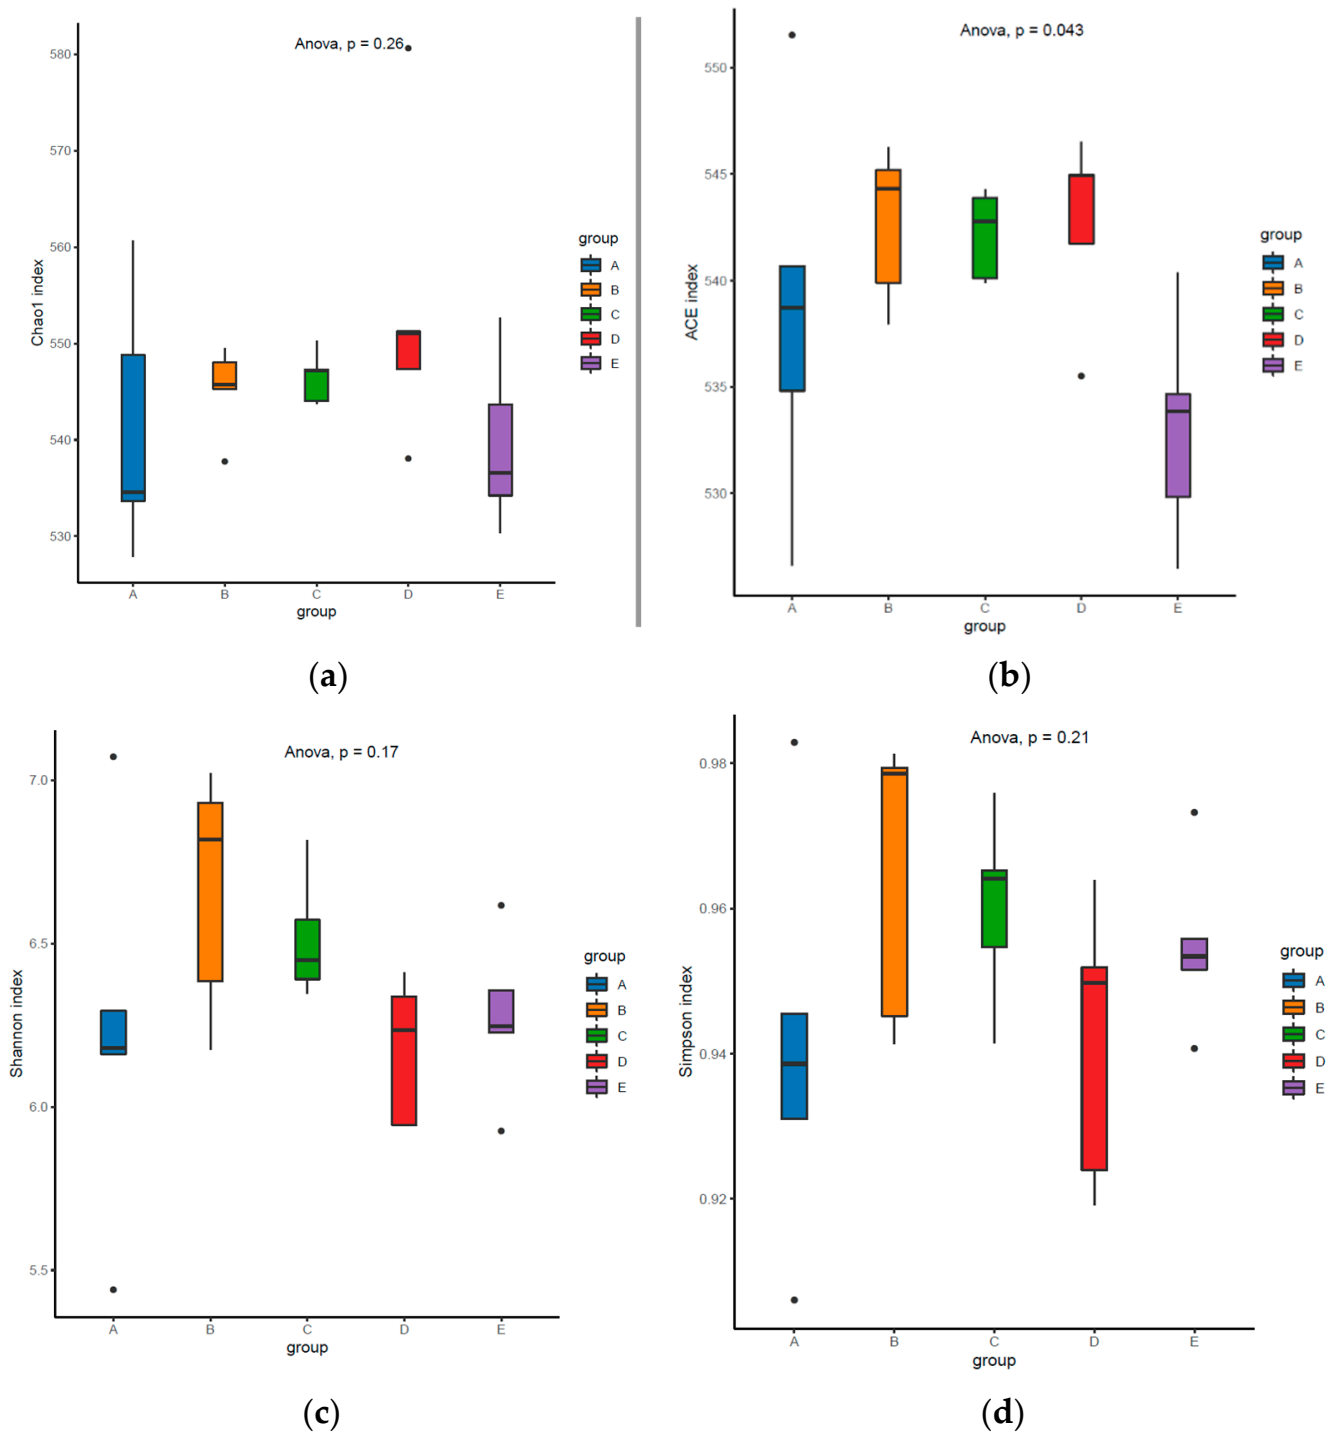 Anova, p = 0.26
580
570
560
550
540
530
Chao1 index
A B C D E
group
group
A
B
C
D
E
(a)
Anova, p = 0.043
550
545
540
535
530
ACE index
A B C D E
group
group
A
B
C
D
E
(b)
Anova, p = 0.17
7.0
6.5
6.0
5.5
Shannon index
A B C D E
group
group
A
B
C
D
E
(c)
Anova, p = 0.21
0.98
0.96
0.94
0.92
Simpson index
A B C D E
group
group
A
B
C
D
E
(d)